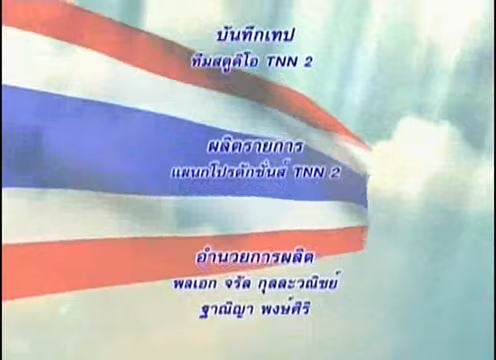 บันทึกเทป
ทีมสตูดิโอ TNN 2
ผลิตรายการ
แผนกโปรดักชั่นส์ TNN 2
อำนวยการผลิต
พลเอก จรัล กุลละวณิชย์
ฐาณิญา พงษ์ศิริ